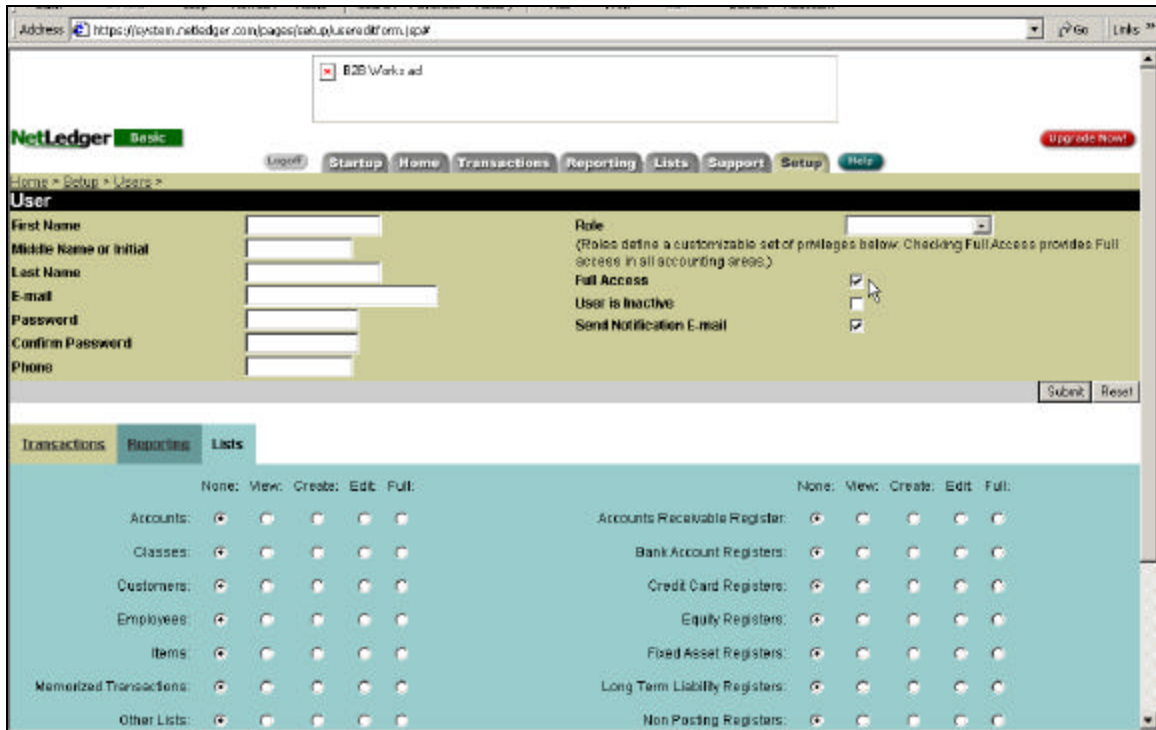 Address https://system.netledger.com/pages/setup/usereditform.jsp# Go Links »
B2B Works ad
NetLedger Basic
Upgrade Now!
Logoff Startup Home Transactions Reporting Lists Support Setup Help
Home > Setup > Users >
User
First Name
Middle Name or Initial
Last Name
E-mail
Password
Confirm Password
Phone
Role
(Roles define a customizable set of privileges below. Checking Full Access provides Full
access in all accounting areas.)
Full Access
User is Inactive
Send Notification E-mail
Submit Reset
Transactions Reporting Lists
None: View: Create: Edit: Full: None: View: Create: Edit: Full:
Accounts: Accounts Receivable Register:
Classes: Bank Account Registers:
Customers: Credit Card Registers:
Employees: Equity Registers:
Items: Fixed Asset Registers:
Memorized Transactions: Long Term Liability Registers:
Other Lists: Non Posting Registers: